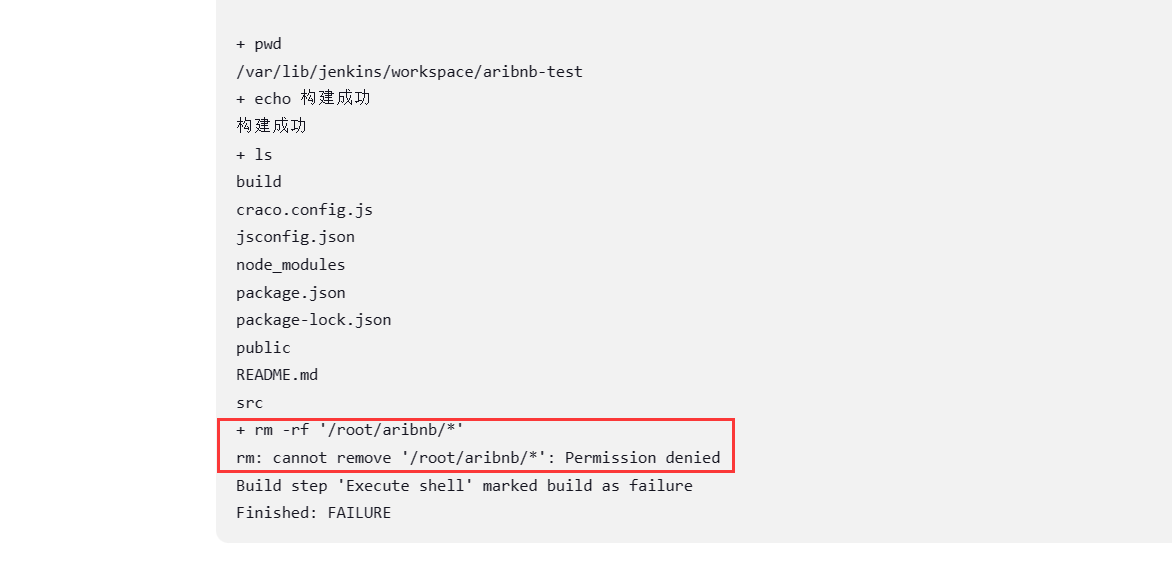 + pwd
/var/lib/jenkins/workspace/aribnb-test
+ echo 构建成功
构建成功
+ ls
build
craco.config.js
jsconfig.json
node_modules
package.json
package-lock.json
public
README.md
src
+ rm -rf '/root/aribnb/*'
rm: cannot remove '/root/aribnb/*': Permission denied
Build step 'Execute shell' marked build as failure
Finished: FAILURE